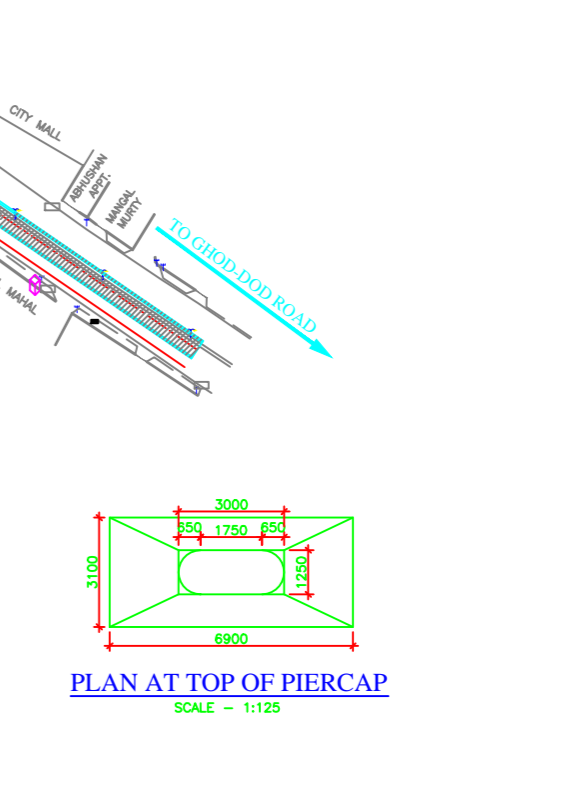 CITY MALL
ABHUSHAN
APPT.
MANGAL
MURTY
TO GHOD-DOD ROAD
MAHAL
3000
650 1750 650
3100
1250
6900
PLAN AT TOP OF PIERCAP
SCALE - 1:125